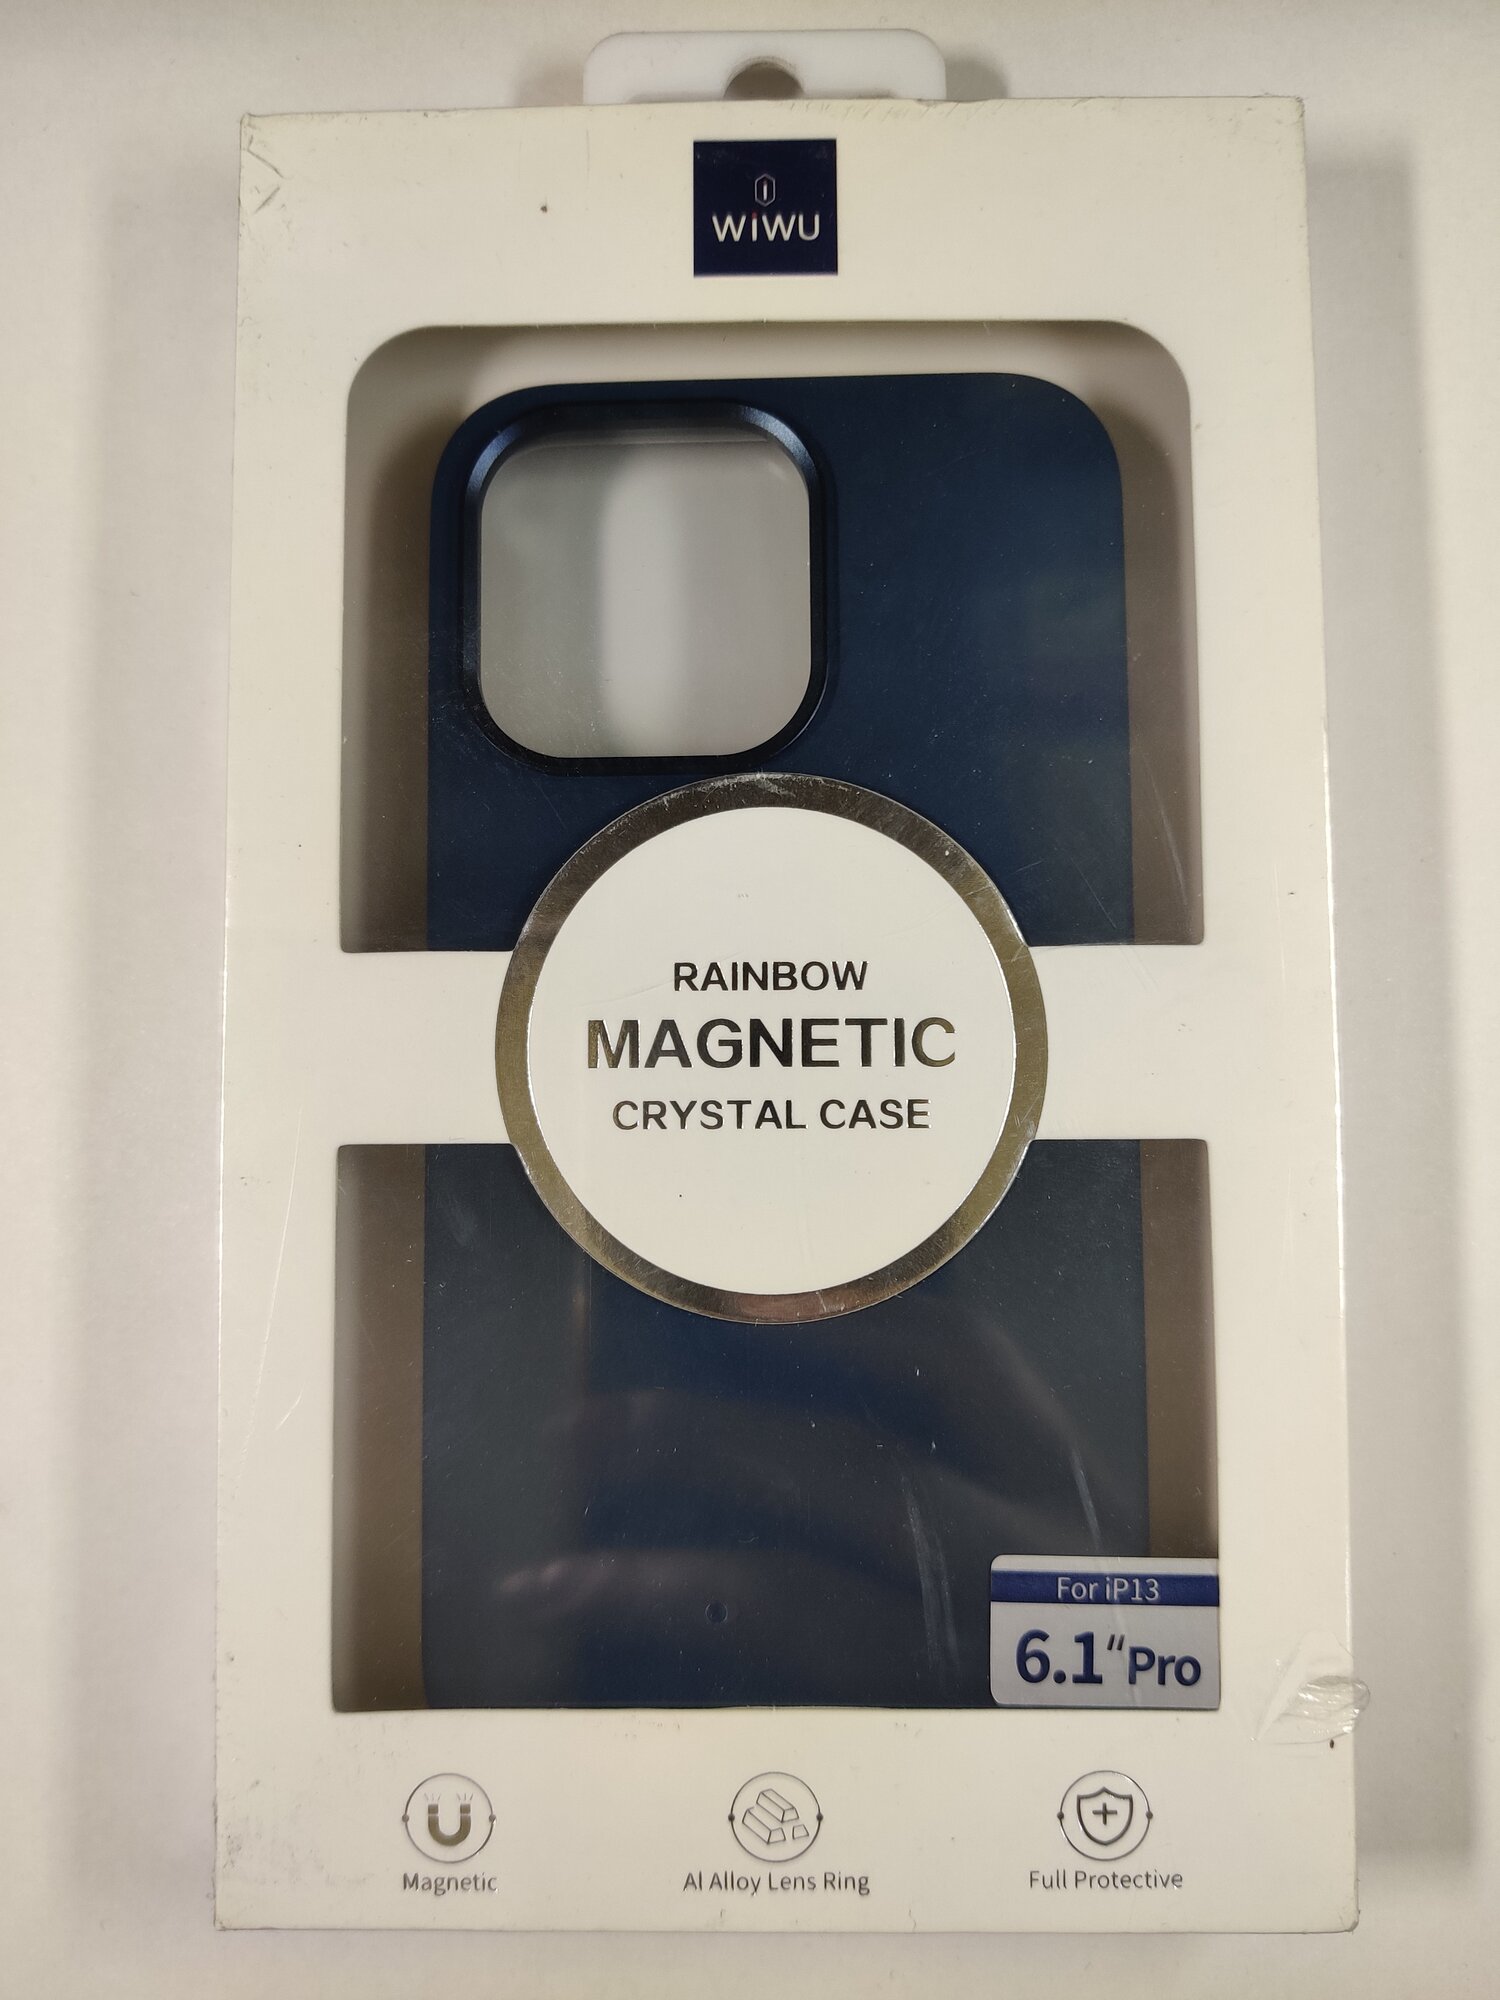 WiWU
RAINBOW
MAGNETIC
CRYSTAL CASE
For iP13
6.1“Pro
Magnetic
Al Alloy Lens Ring
Full Protective